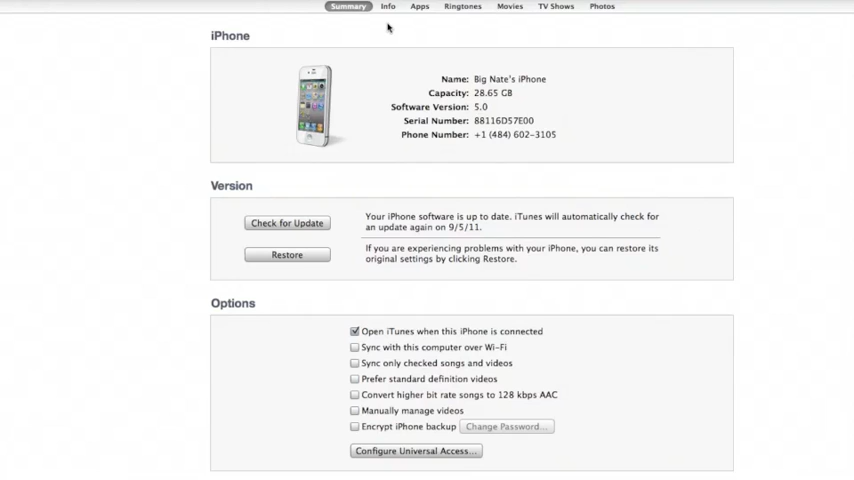 Summary Info Apps Ringtones Movies TV Shows Photos
iPhone
Name: Big Nate's iPhone
Capacity: 28.65 GB
Software Version: 5.0
Serial Number: 88116D57E00
Phone Number: +1 (484) 602-3105
Version
Check for Update
Your iPhone software is up to date. iTunes will automatically check for
an update again on 9/5/11.
Restore
If you are experiencing problems with your iPhone, you can restore its
original settings by clicking Restore.
Options
Open iTunes when this iPhone is connected
Sync with this computer over Wi-Fi
Sync only checked songs and videos
Prefer standard definition videos
Convert higher bit rate songs to 128 kbps AAC
Manually manage videos
Encrypt iPhone backup Change Password...
Configure Universal Access...